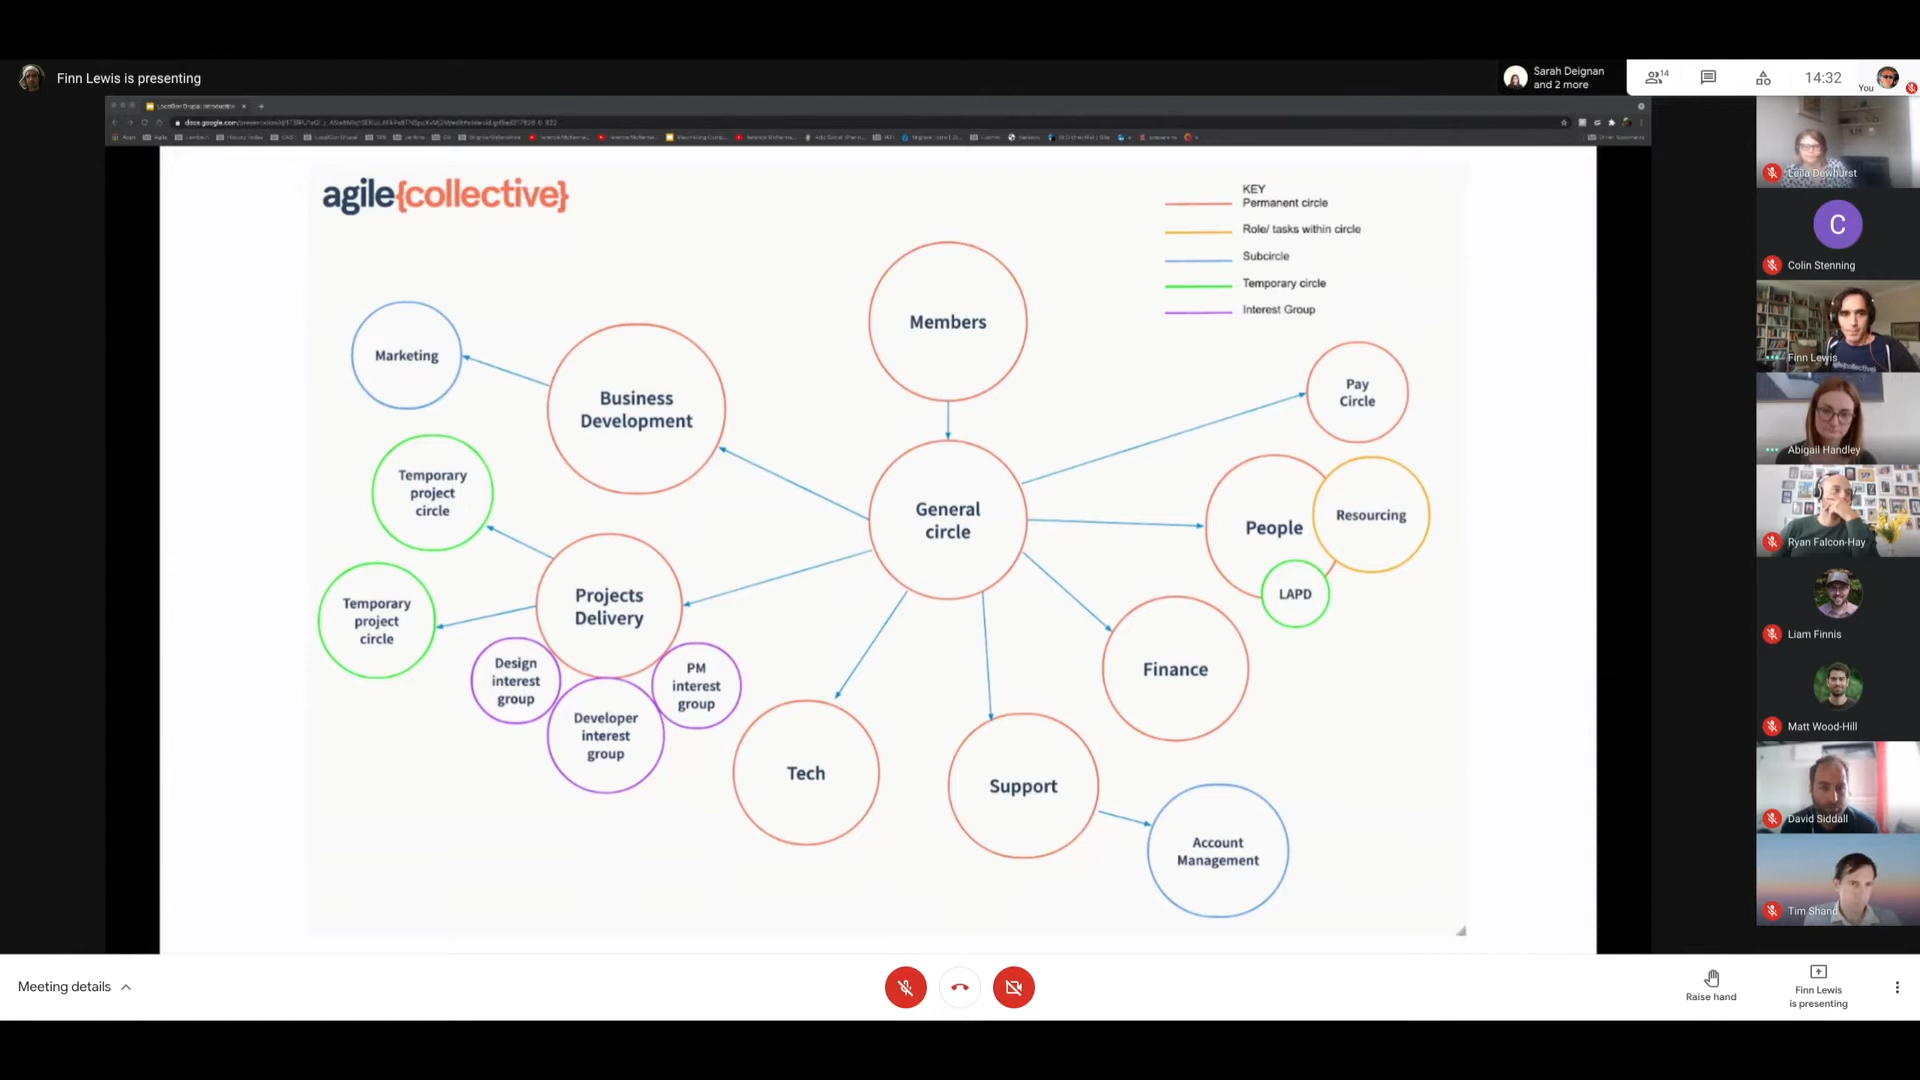 Finn Lewis is presenting
Sarah Deignan
and 2 more
14
14:32
You
agile{collective}
KEY
Permanent circle
Role/ tasks within circle
Subcircle
Temporary circle
Interest Group
Members
Marketing
Business
Development
Pay
Circle
General
circle
People
Resourcing
LAPD
Temporary
project
circle
Temporary
project
circle
Projects
Delivery
Design
interest
group
Developer
interest
group
PM
interest
group
Finance
Tech
Support
Account
Management
Leila Dewhurst
C
Colin Stenning
Finn Lewis
Abigail Handley
Ryan Falcon-Hay
Liam Finnis
Matt Wood-Hill
David Siddall
Tim Shand
Meeting details
Raise hand
Finn Lewis
is presenting